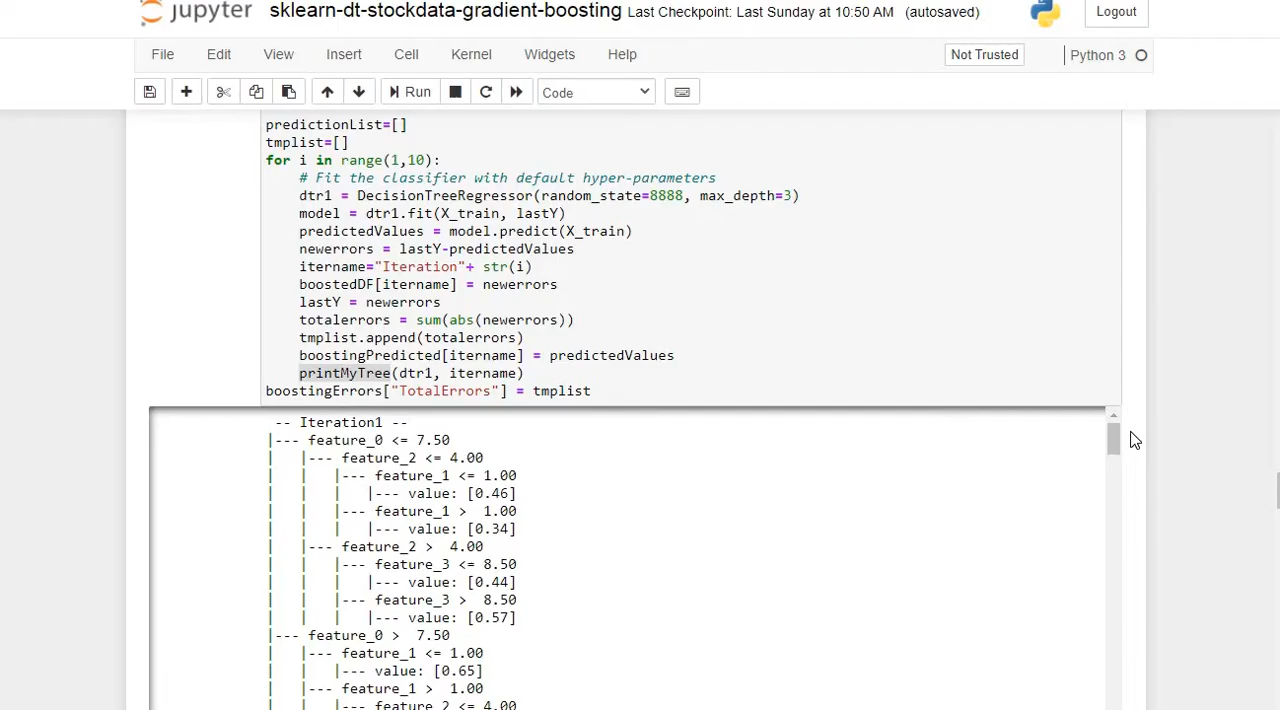 jupyter sklearn-dt-stockdata-gradient-boosting Last Checkpoint: Last Sunday at 10:50 AM (autosaved) Logout
File Edit View Insert Cell Kernel Widgets Help Not Trusted Python 3
Run Code
predictionList=[]
tmplist=[]
for i in range(1,10):
    # Fit the classifier with default hyper-parameters
    dtr1 = DecisionTreeRegressor(random_state=8888, max_depth=3)
    model = dtr1.fit(X_train, lastY)
    predictedValues = model.predict(X_train)
    newerrors = lastY-predictedValues
    itername="Iteration"+ str(i)
    boostedDF[itername] = newerrors
    lastY = newerrors
    totalerrors = sum(abs(newerrors))
    tmplist.append(totalerrors)
    boostingPredicted[itername] = predictedValues
    printMyTree(dtr1, itername)
boostingErrors["TotalErrors"] = tmplist
 -- Iteration1 --
|--- feature_0 <= 7.50
|   |--- feature_2 <= 4.00
|   |   |--- feature_1 <= 1.00
|   |   |   |--- value: [0.46]
|   |   |--- feature_1 >  1.00
|   |   |   |--- value: [0.34]
|   |--- feature_2 >  4.00
|   |   |--- feature_3 <= 8.50
|   |   |   |--- value: [0.44]
|   |   |--- feature_3 >  8.50
|   |   |   |--- value: [0.57]
|--- feature_0 >  7.50
|   |--- feature_1 <= 1.00
|   |   |--- value: [0.65]
|   |--- feature_1 >  1.00
|   |   |--- feature_2 <= 4.00